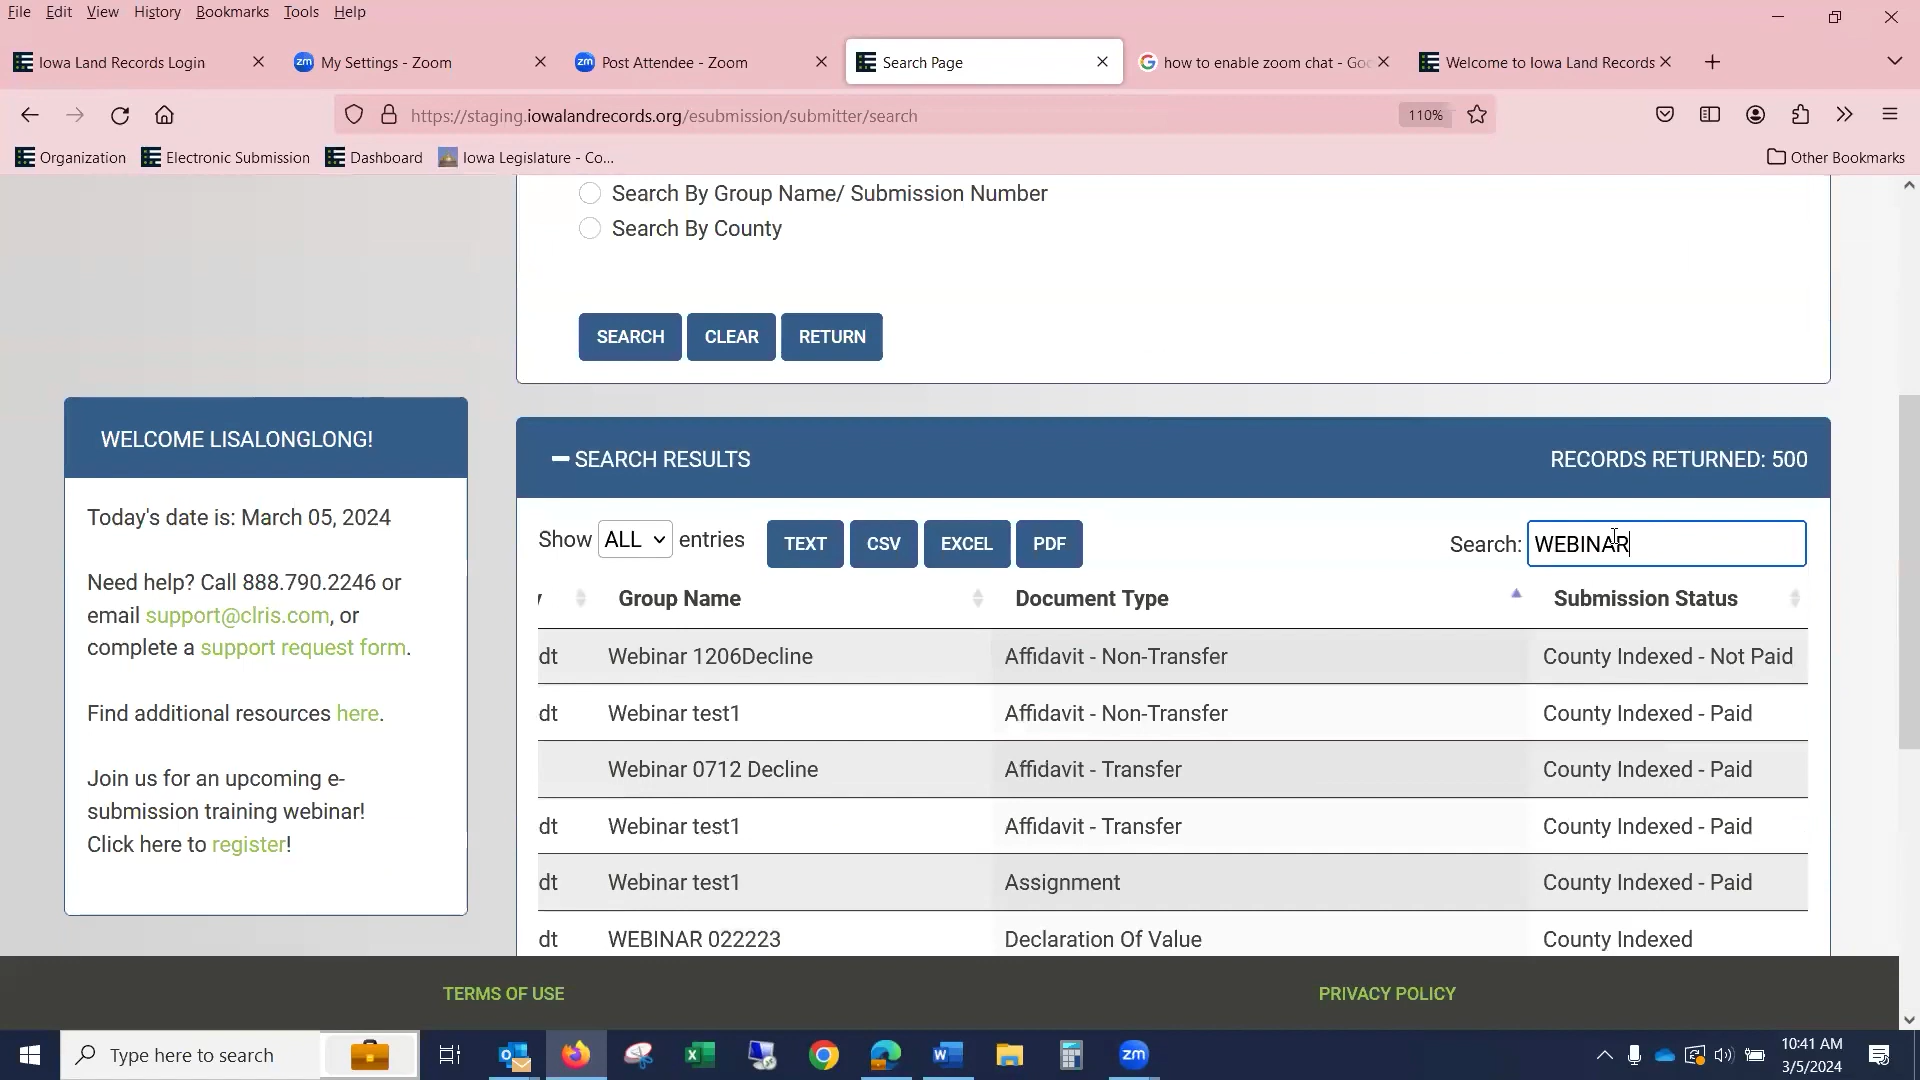 File Edit View History Bookmarks Tools Help
Iowa Land Records Login
My Settings - Zoom
Post Attendee - Zoom
Search Page
how to enable zoom chat - Goo
Welcome to Iowa Land Records
https://staging.iowalandrecords.org/esubmission/submitter/search
110%
Organization
Electronic Submission
Dashboard
Iowa Legislature - Co...
Other Bookmarks
Search By Group Name/ Submission Number
Search By County
SEARCH CLEAR RETURN
WELCOME LISALONGLONG!
Today's date is: March 05, 2024
Need help? Call 888.790.2246 or
email support@clris.com, or
complete a support request form.
Find additional resources here.
Join us for an upcoming e-
submission training webinar!
Click here to register!
SEARCH RESULTS RECORDS RETURNED: 500
Show ALL entries TEXT CSV EXCEL PDF Search: WEBINAR
Group Name Document Type Submission Status
dt Webinar 1206Decline Affidavit - Non-Transfer County Indexed - Not Paid
dt Webinar test1 Affidavit - Non-Transfer County Indexed - Paid
Webinar 0712 Decline Affidavit - Transfer County Indexed - Paid
dt Webinar test1 Affidavit - Transfer County Indexed - Paid
dt Webinar test1 Assignment County Indexed - Paid
dt WEBINAR 022223 Declaration Of Value County Indexed
TERMS OF USE PRIVACY POLICY
Type here to search
zm
10:41 AM
3/5/2024